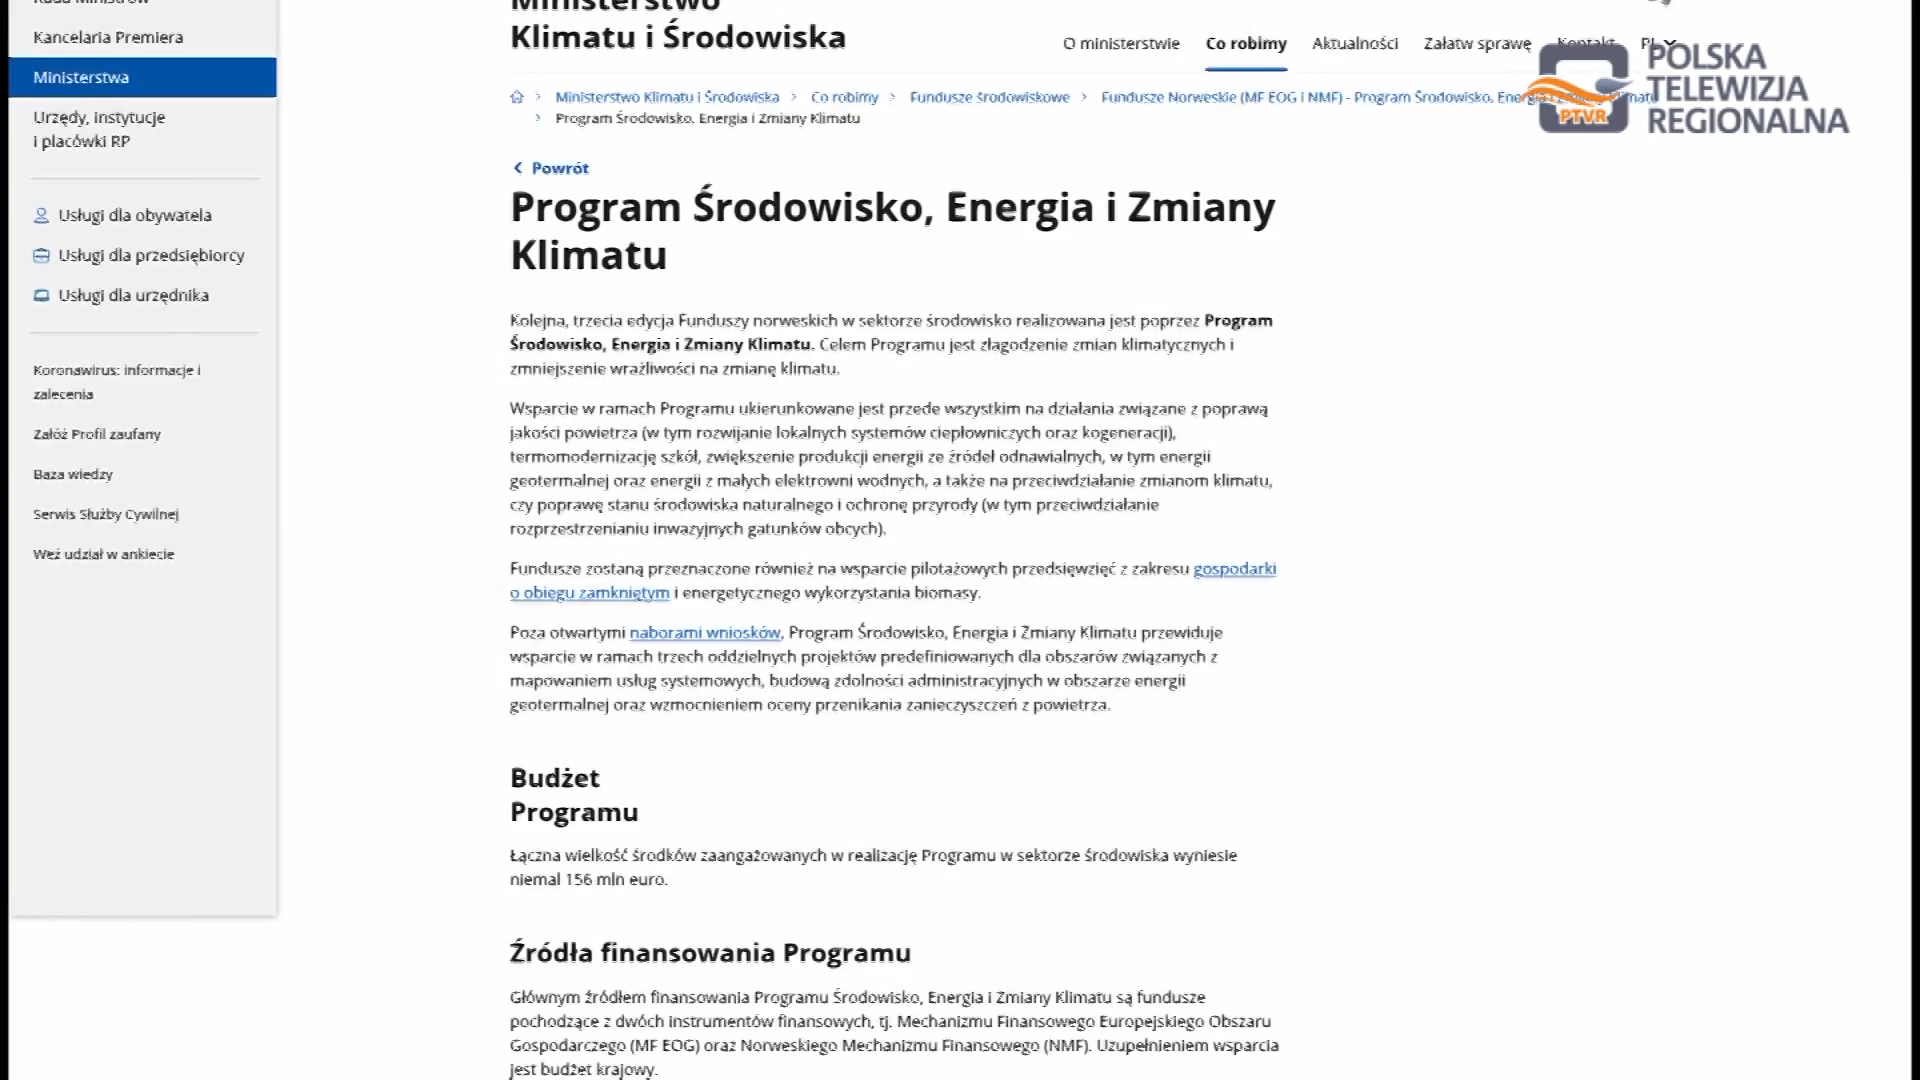 Rada Ministrów
Kancelaria Premiera
Ministerstwa
Urzędy, instytucje
i placówki RP
Usługi dla obywatela
Usługi dla przedsiębiorcy
Usługi dla urzędnika
Koronawirus: informacje i
zalecenia
Załóż Profil zaufany
Baza wiedzy
Serwis Służby Cywilnej
Weź udział w ankiecie
Ministerstwo
Klimatu i Środowiska
O ministerstwie
Co robimy
Aktualności
Załatw sprawę
Kontakt
PL
POLSKA
TELEWIZJA
REGIONALNA
PTVR
Ministerstwo Klimatu i Środowiska > Co robimy > Fundusze środowiskowe > Fundusze Norweskie (MF EOG i NMF) - Program Środowisko, Energia i Zmiany Klimatu
> Program Środowisko, Energia i Zmiany Klimatu
Powrót
Program Środowisko, Energia i Zmiany
Klimatu
Kolejna, trzecia edycja Funduszy norweskich w sektorze środowisko realizowana jest poprzez Program
Środowisko, Energia i Zmiany Klimatu. Celem Programu jest złagodzenie zmian klimatycznych i
zmniejszenie wrażliwości na zmianę klimatu.
Wsparcie w ramach Programu ukierunkowane jest przede wszystkim na działania związane z poprawą
jakości powietrza (w tym rozwijanie lokalnych systemów ciepłowniczych oraz kogeneracji),
termomodernizację szkół, zwiększenie produkcji energii ze źródeł odnawialnych, w tym energii
geotermalnej oraz energii z małych elektrowni wodnych, a także na przeciwdziałanie zmianom klimatu,
czy poprawę stanu środowiska naturalnego i ochronę przyrody (w tym przeciwdziałanie
rozprzestrzenianiu inwazyjnych gatunków obcych).
Fundusze zostaną przeznaczone również na wsparcie pilotażowych przedsięwzięć z zakresu gospodarki
o obiegu zamkniętym i energetycznego wykorzystania biomasy.
Poza otwartymi naborami wniosków, Program Środowisko, Energia i Zmiany Klimatu przewiduje
wsparcie w ramach trzech oddzielnych projektów predefiniowanych dla obszarów związanych z
mapowaniem usług systemowych, budową zdolności administracyjnych w obszarze energii
geotermalnej oraz wzmocnieniem oceny przenikania zanieczyszczeń z powietrza.
Budżet
Programu
Łączna wielkość środków zaangażowanych w realizację Programu w sektorze środowiska wyniesie
niemal 156 mln euro.
Źródła finansowania Programu
Głównym źródłem finansowania Programu Środowisko, Energia i Zmiany Klimatu są fundusze
pochodzące z dwóch instrumentów finansowych, tj. Mechanizmu Finansowego Europejskiego Obszaru
Gospodarczego (MF EOG) oraz Norweskiego Mechanizmu Finansowego (NMF). Uzupełnieniem wsparcia
jest budżet krajowy.